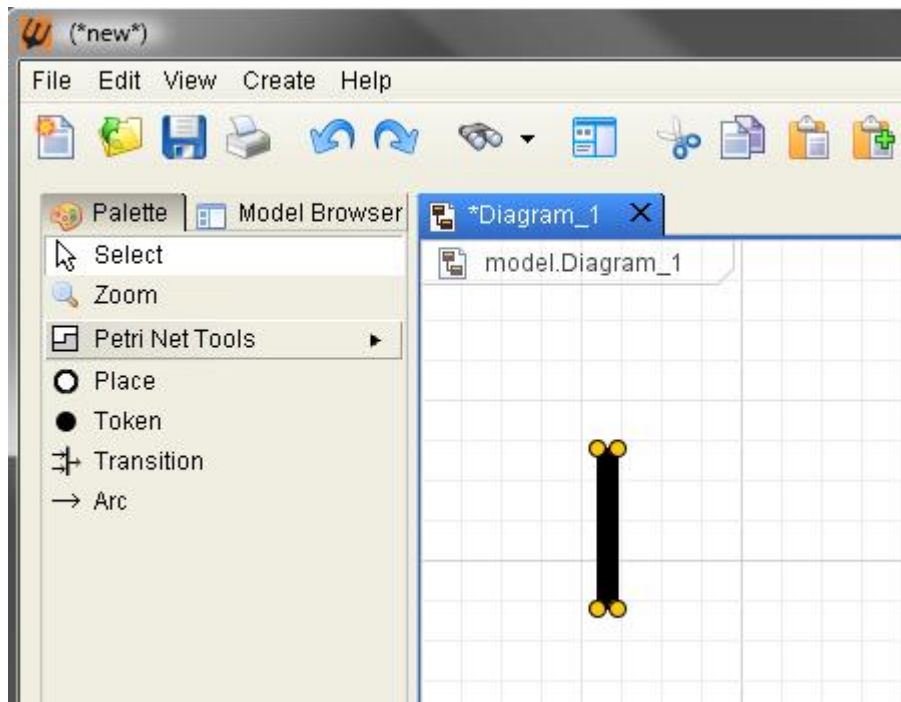 (*new*)
File Edit View Create Help
Palette Model Browser
*Diagram_1
Select
model.Diagram_1
Zoom
Petri Net Tools
Place
Token
Transition
Arc